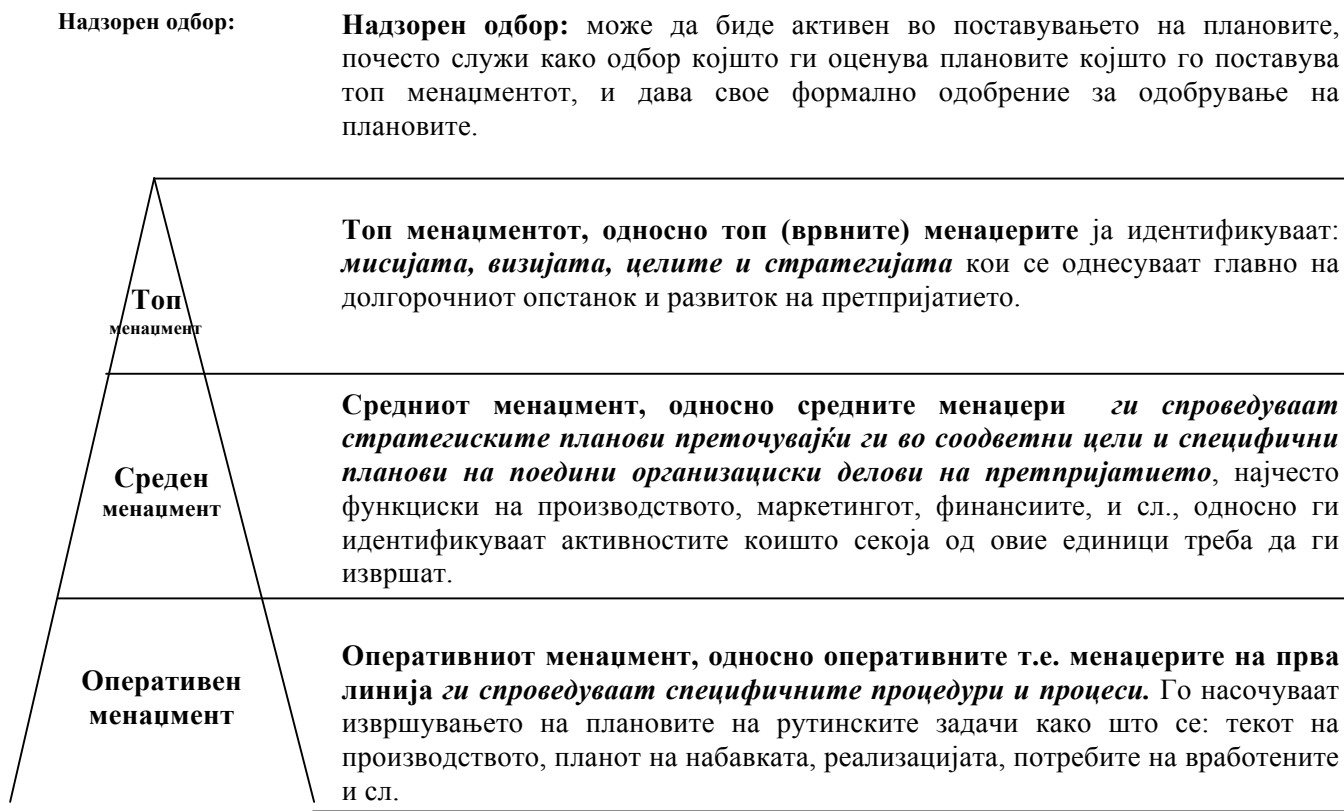 Надзорен одбор:
Надзорен одбор: може да биде активен во поставувањето на плановите,
почесто служи како одбор којшто ги оценува плановите којшто го поставува
топ менаџментот, и дава свое формално одобрение за одобрување на
плановите.
Топ
менаџмент
Топ менаџментот, односно топ (врвните) менаџерите ја идентификуваат:
мисијата, визијата, целите и стратегијата кои се однесуваат главно на
долгорочниот опстанок и развиток на претпријатието.
Среден
менаџмент
Средниот менаџмент, односно средните менаџери ги спроведуваат
стратегиските планови преточувајќи ги во соодветни цели и специфични
планови на поедини организациски делови на претпријатието, најчесто
функциски на производството, маркетингот, финансиите, и сл., односно ги
идентификуваат активностите коишто секоја од овие единици треба да ги
извршат.
Оперативен
менаџмент
Оперативниот менаџмент, односно оперативните т.е. менаџерите на прва
линија ги спроведуваат специфичните процедури и процеси. Го насочуваат
извршувањето на плановите на рутинските задачи како што се: текот на
производството, планот на набавката, реализацијата, потребите на вработените
и сл.